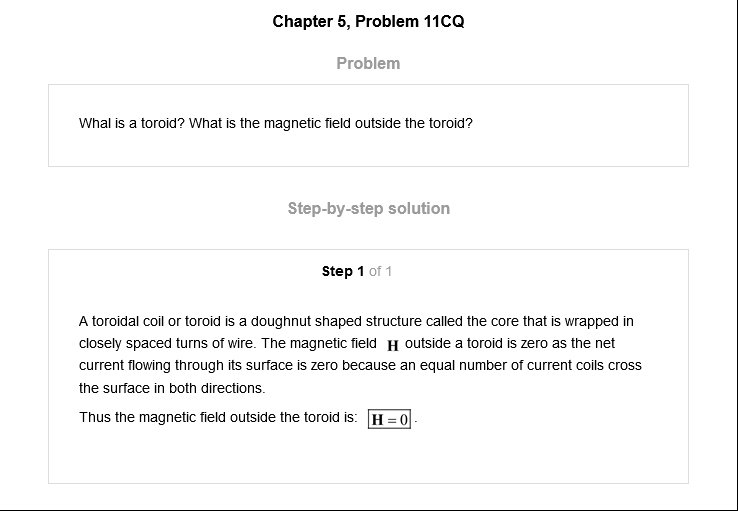 Chapter 5, Problem 11CQ
Problem
Whal is a toroid? What is the magnetic field outside the toroid?
Step-by-step solution
Step 1 of 1
A toroidal coil or toroid is a doughnut shaped structure called the core that is wrapped in
closely spaced turns of wire. The magnetic field H outside a toroid is zero as the net
current flowing through its surface is zero because an equal number of current coils cross
the surface in both directions.
Thus the magnetic field outside the toroid is: H = 0.